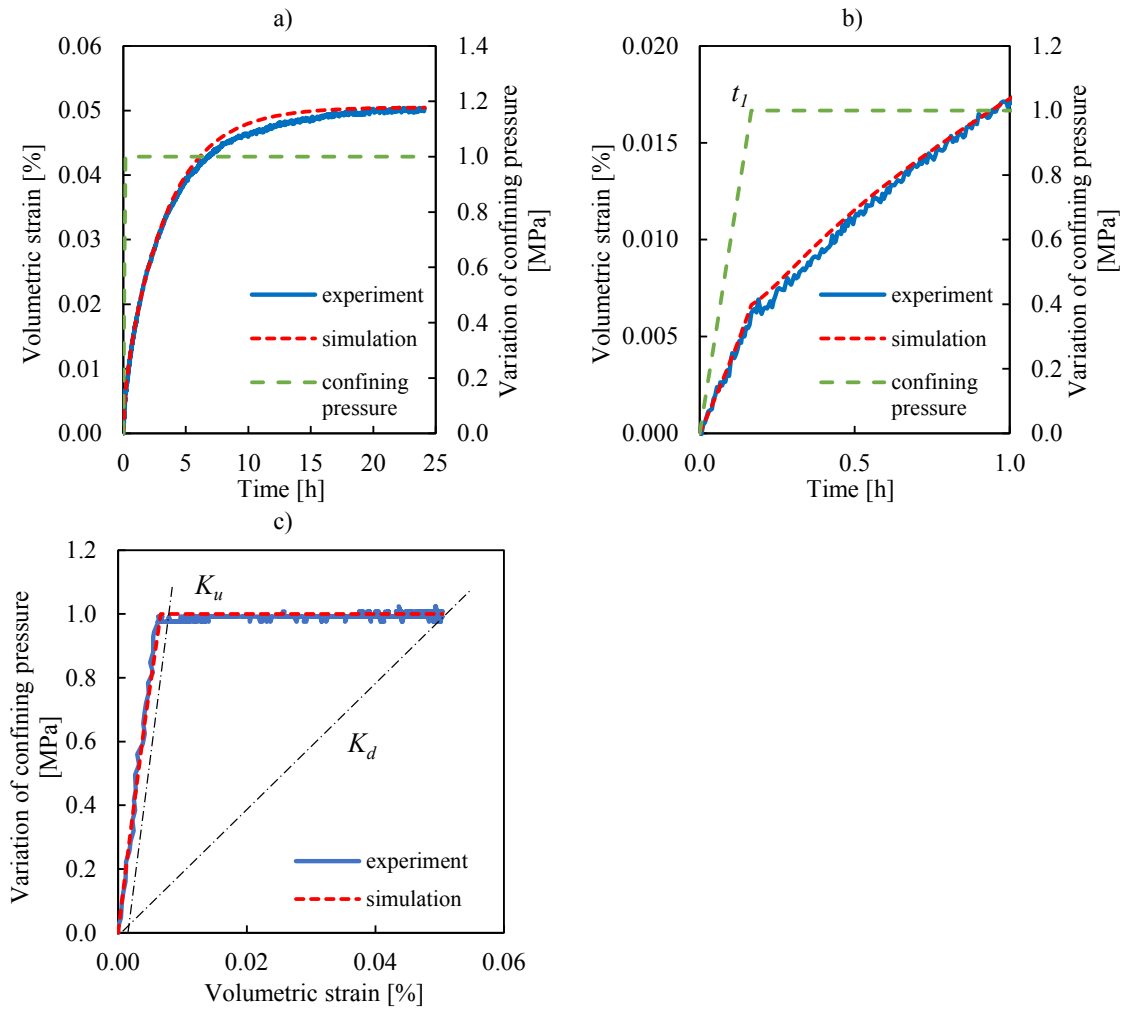 a)
0.06
0.05
0.04
0.03
0.02
0.01
0.00
Volumetric strain [%]
1.4
1.2
1.0
0.8
0.6
0.4
0.2
0.0
Variation of confining pressure
[MPa]
experiment
simulation
confining
pressure
0 5 10 15 20 25
Time [h]
b)
0.020
0.015
0.010
0.005
0.000
Volumetric strain [%]
t1
1.2
1.0
0.8
0.6
0.4
0.2
0.0
Variation of confining pressure
[MPa]
experiment
simulation
confining
pressure
0.0 0.5 1.0
Time [h]
c)
1.2
1.0
0.8
0.6
0.4
0.2
0.0
Variation of confining pressure
[MPa]
Ku
Kd
experiment
simulation
0.00 0.02 0.04 0.06
Volumetric strain [%]